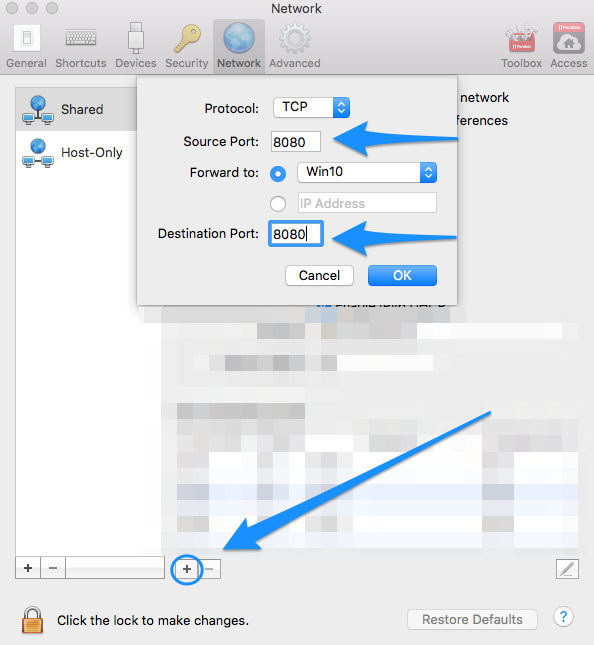 Network
General Shortcuts Devices Security Network Advanced Toolbox Access
Shared
Host-Only
network
ferences
Protocol: TCP
Source Port: 8080
Forward to: Win10
IP Address
Destination Port: 8080
Cancel OK
+ − + −
Click the lock to make changes. Restore Defaults ?